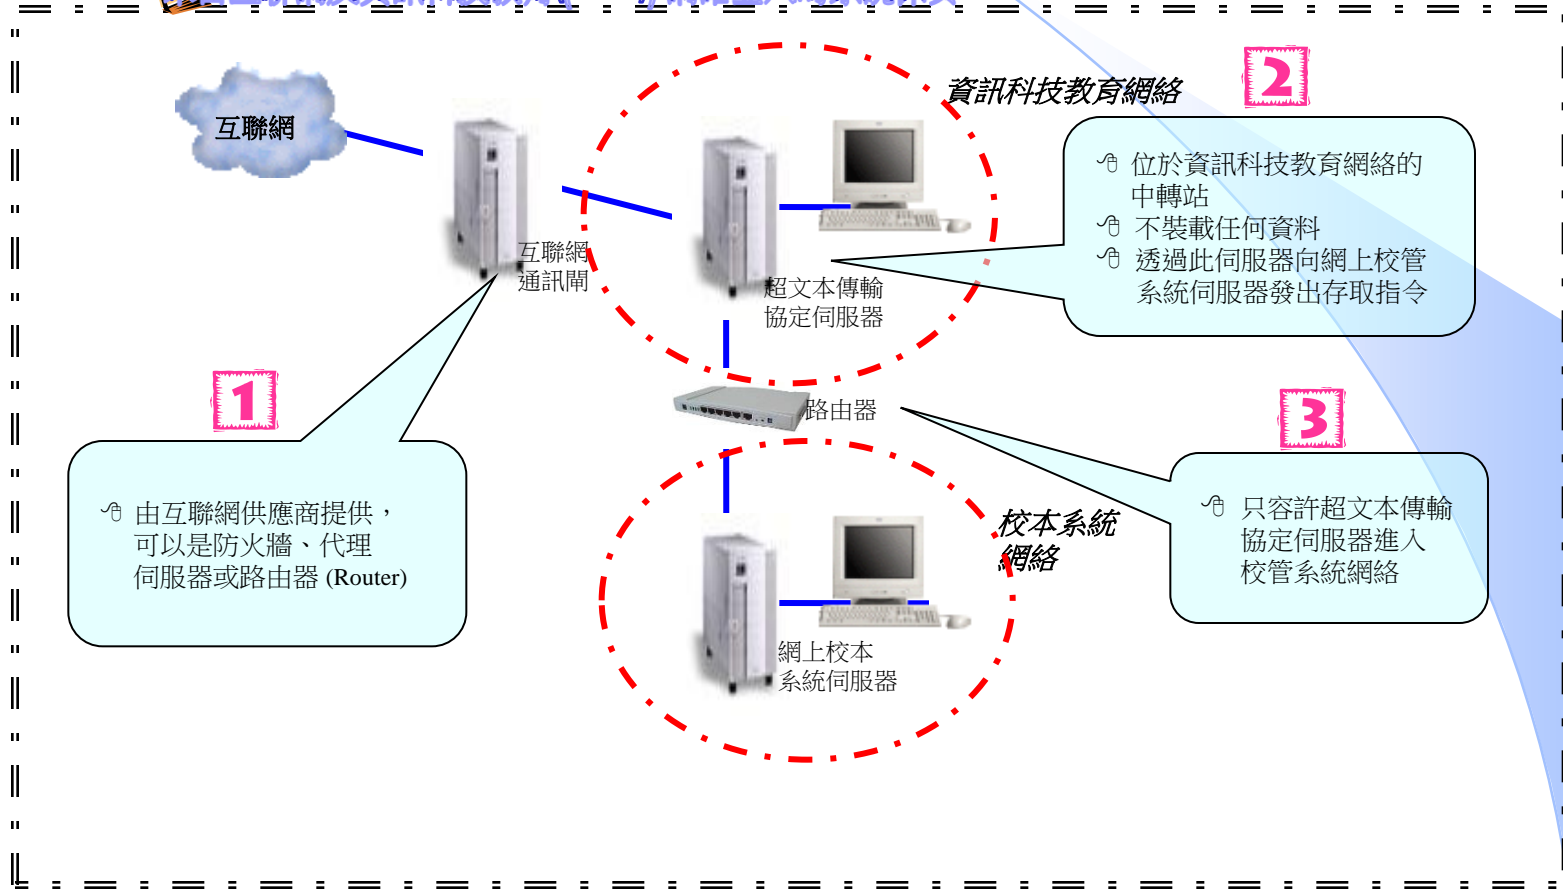 互聯網
互聯網
通訊閘
資訊科技教育網絡
2
位於資訊科技教育網絡的
中轉站
不裝載任何資料
透過此伺服器向網上校管
系統伺服器發出存取指令
超文本傳輸
協定伺服器
1
由互聯網供應商提供，
可以是防火牆、代理
伺服器或路由器 (Router)
路由器
3
只容許超文本傳輸
協定伺服器進入
校管系統網絡
校本系統
網絡
網上校本
系統伺服器